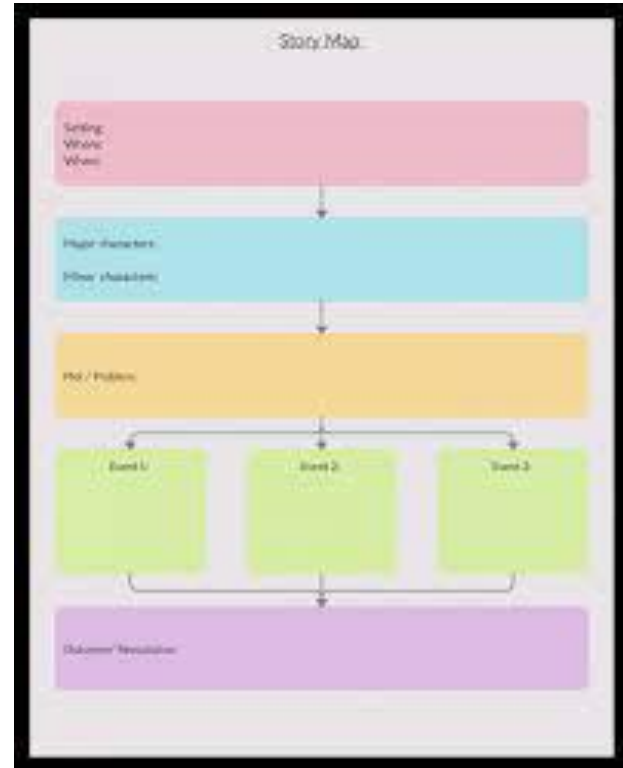 Story Map
Setting
Where
When
Major characters
Minor characters
Plot / Problem
Event 1:
Event 2:
Event 3:
Outcome/ Resolution